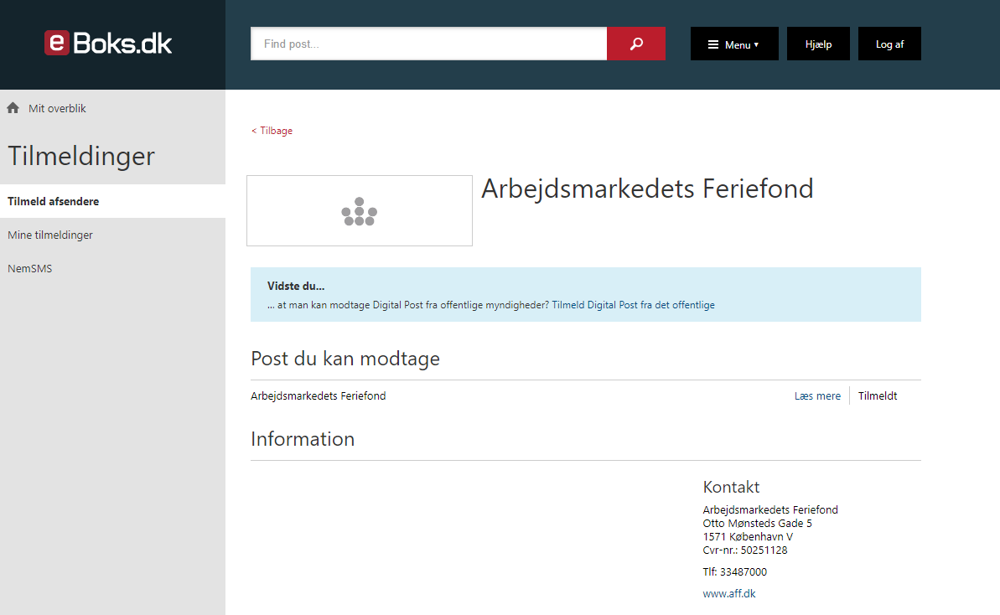 e Boks.dk
Find post...
Menu ▾
Hjælp
Log af
Mit overblik
Tilmeldinger
Tilmeld afsendere
Mine tilmeldinger
NemSMS
< Tilbage
Arbejdsmarkedets Feriefond
Vidste du...
... at man kan modtage Digital Post fra offentlige myndigheder? Tilmeld Digital Post fra det offentlige
Post du kan modtage
Arbejdsmarkedets Feriefond Læs mere Tilmeldt
Information
Kontakt
Arbejdsmarkedets Feriefond
Otto Mønsteds Gade 5
1571 København V
Cvr-nr.: 50251128
Tlf: 33487000
www.aff.dk